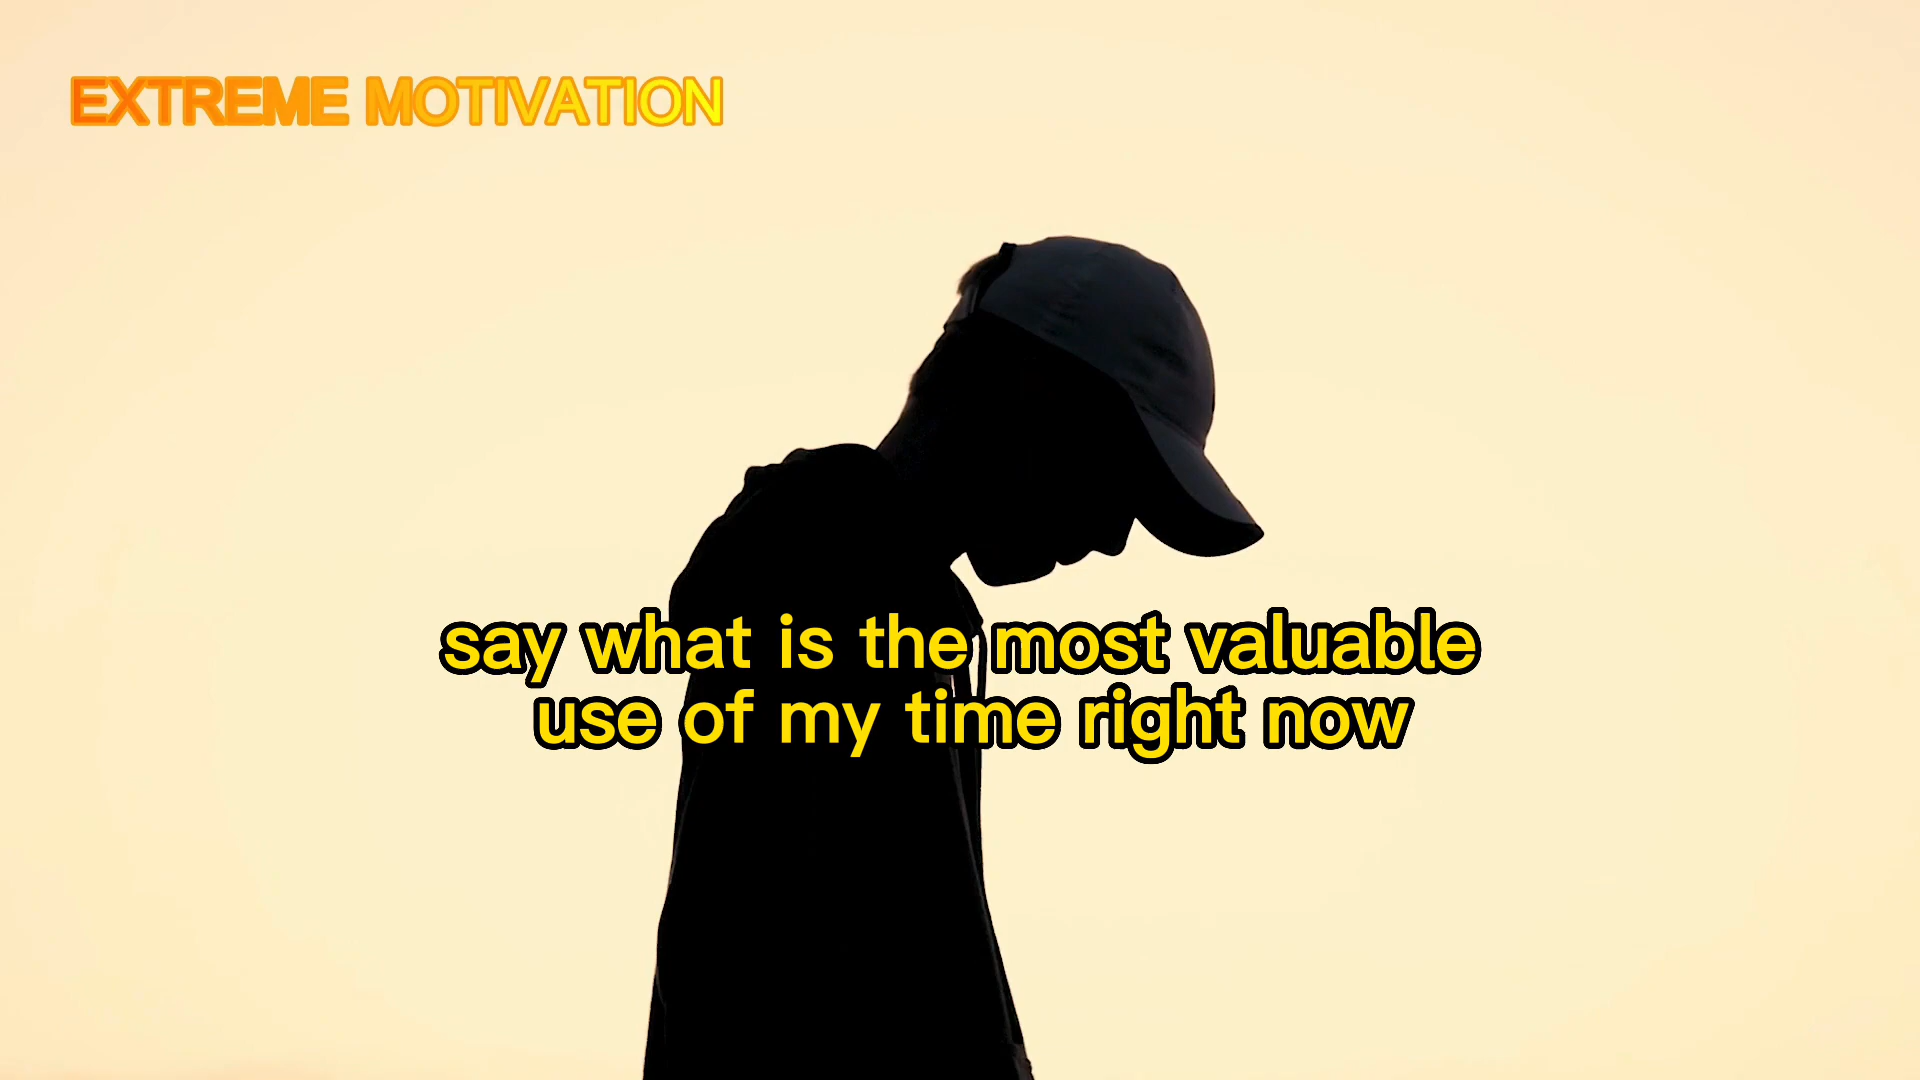 EXTREME MOTIVATION
say what is the most valuable
use of my time right now